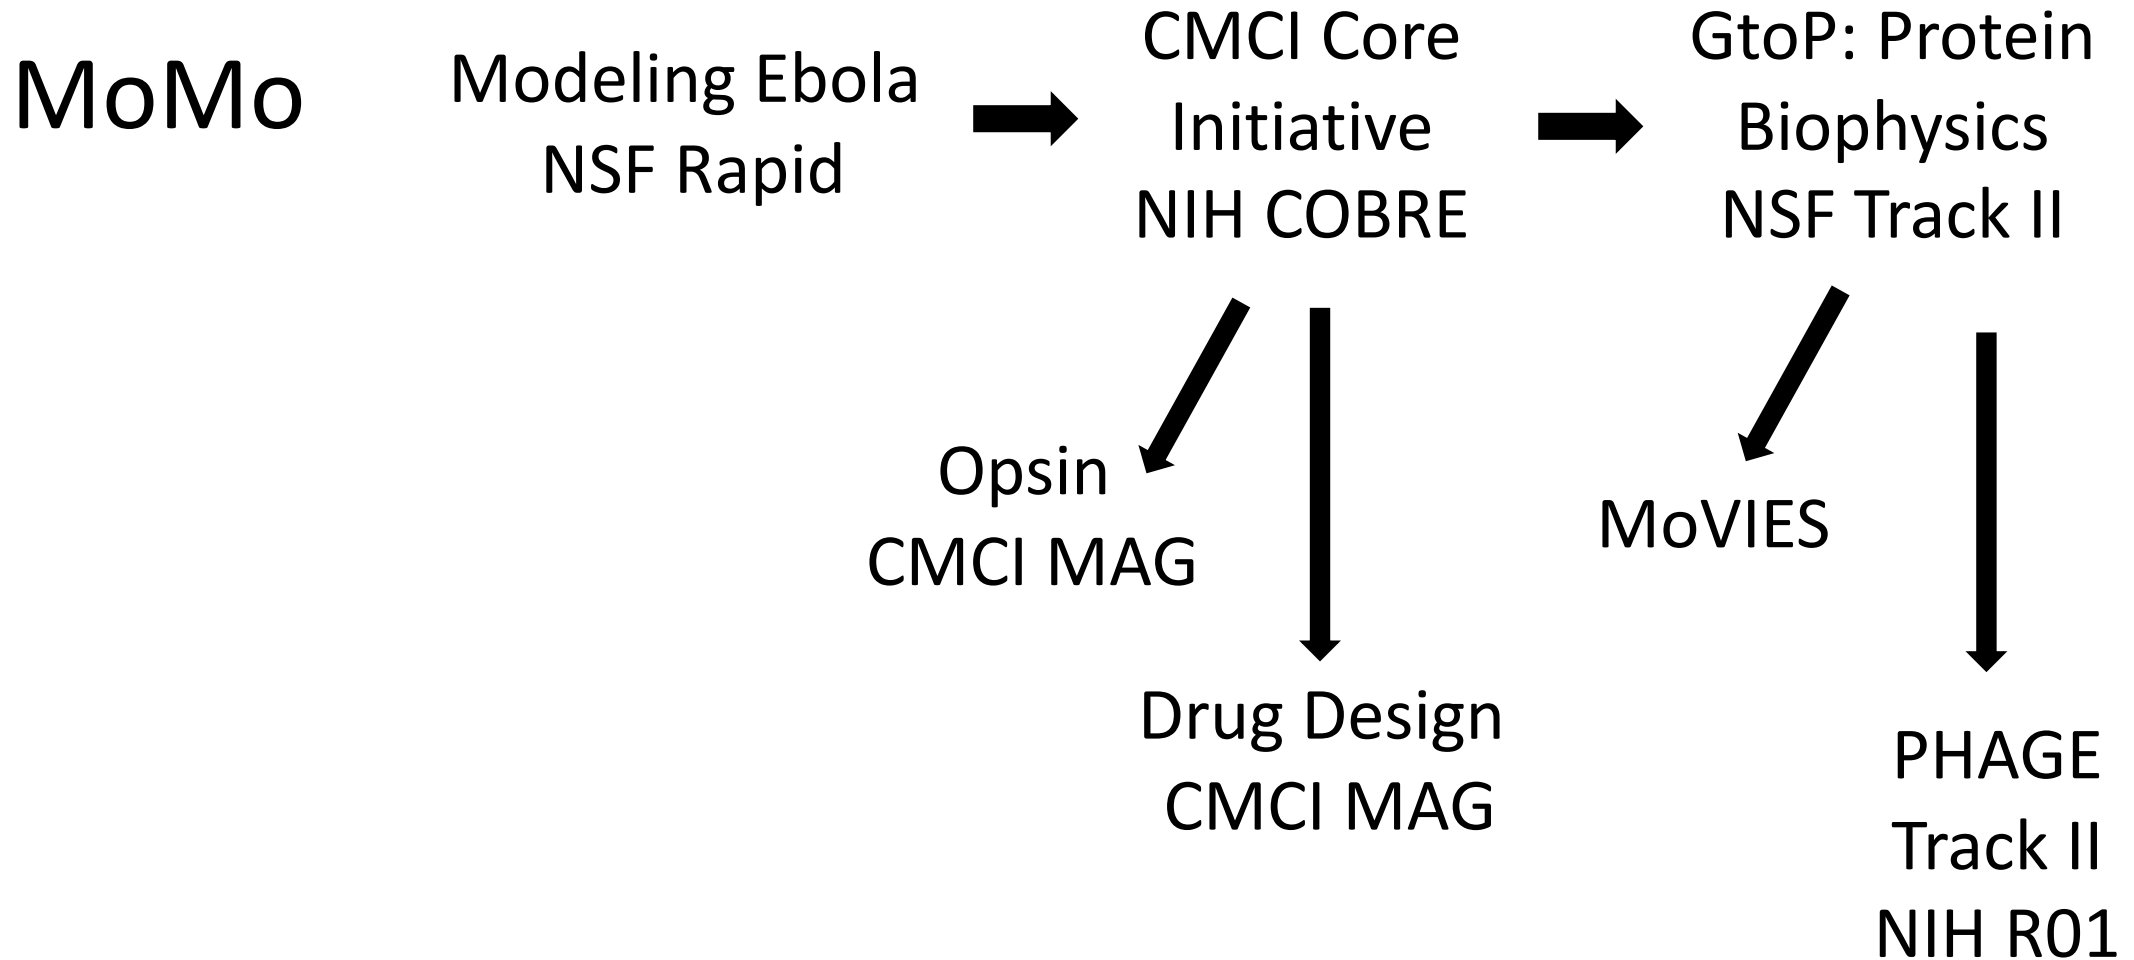 MoMo
Modeling Ebola
NSF Rapid
CMCI Core
Initiative
NIH COBRE
GtoP: Protein
Biophysics
NSF Track II
Opsin
CMCI MAG
Drug Design
CMCI MAG
MoVIES
PHAGE
Track II
NIH R01